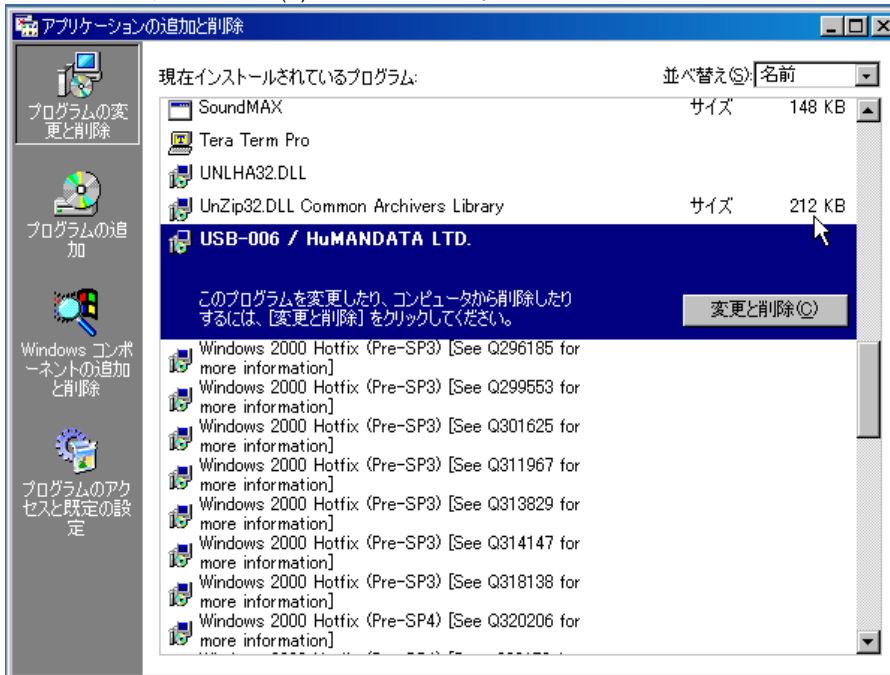 アプリケーションの追加と削除
プログラムの変
更と削除
プログラムの追
加
Windows コンポ
ーネントの追加
と削除
プログラムのアク
セスと既定の設
定
現在インストールされているプログラム:
並べ替え(S): 名前
SoundMAX サイズ 148 KB
Tera Term Pro
UNLHA32.DLL
UnZip32.DLL Common Archivers Library サイズ 212 KB
USB-006 / HuMANDATA LTD.
このプログラムを変更したり、コンピュータから削除したり
するには、[変更と削除] をクリックしてください。
変更と削除(C)
Windows 2000 Hotfix (Pre-SP3) [See Q296185 for
more information]
Windows 2000 Hotfix (Pre-SP3) [See Q299553 for
more information]
Windows 2000 Hotfix (Pre-SP3) [See Q301625 for
more information]
Windows 2000 Hotfix (Pre-SP3) [See Q311967 for
more information]
Windows 2000 Hotfix (Pre-SP3) [See Q313829 for
more information]
Windows 2000 Hotfix (Pre-SP3) [See Q314147 for
more information]
Windows 2000 Hotfix (Pre-SP3) [See Q318138 for
more information]
Windows 2000 Hotfix (Pre-SP4) [See Q320206 for
more information]